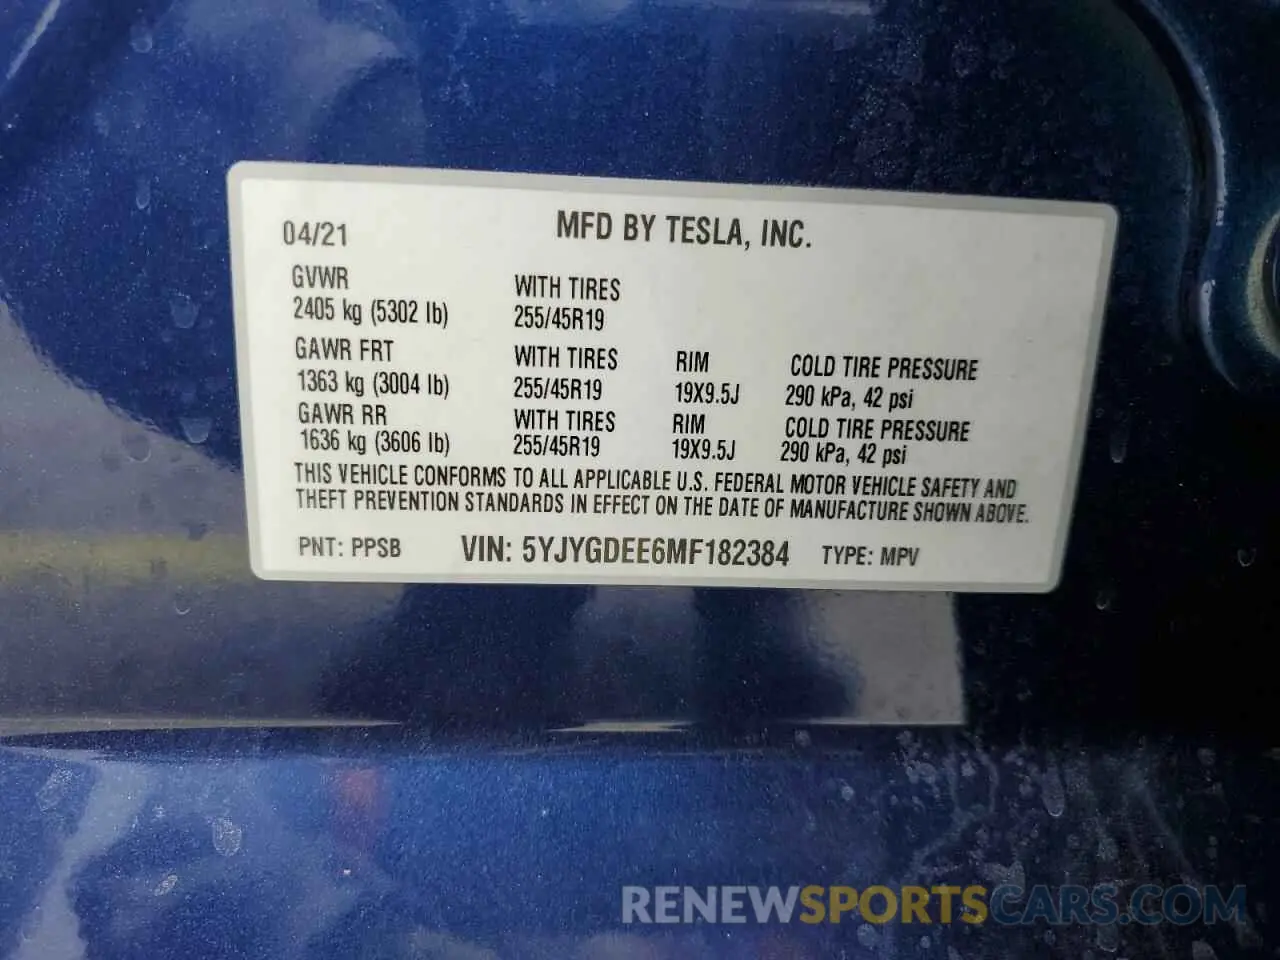 04/21 MFD BY TESLA, INC.
GVWR WITH TIRES
2405 kg (5302 lb) 255/45R19
GAWR FRT WITH TIRES RIM COLD TIRE PRESSURE
1363 kg (3004 lb) 255/45R19 19X9.5J 290 kPa, 42 psi
GAWR RR WITH TIRES RIM COLD TIRE PRESSURE
1636 kg (3606 lb) 255/45R19 19X9.5J 290 kPa, 42 psi
THIS VEHICLE CONFORMS TO ALL APPLICABLE U.S. FEDERAL MOTOR VEHICLE SAFETY AND
THEFT PREVENTION STANDARDS IN EFFECT ON THE DATE OF MANUFACTURE SHOWN ABOVE.
PNT: PPSB VIN: 5YJYGDEE6MF182384 TYPE: MPV
RENEWSPORTSCARS.COM